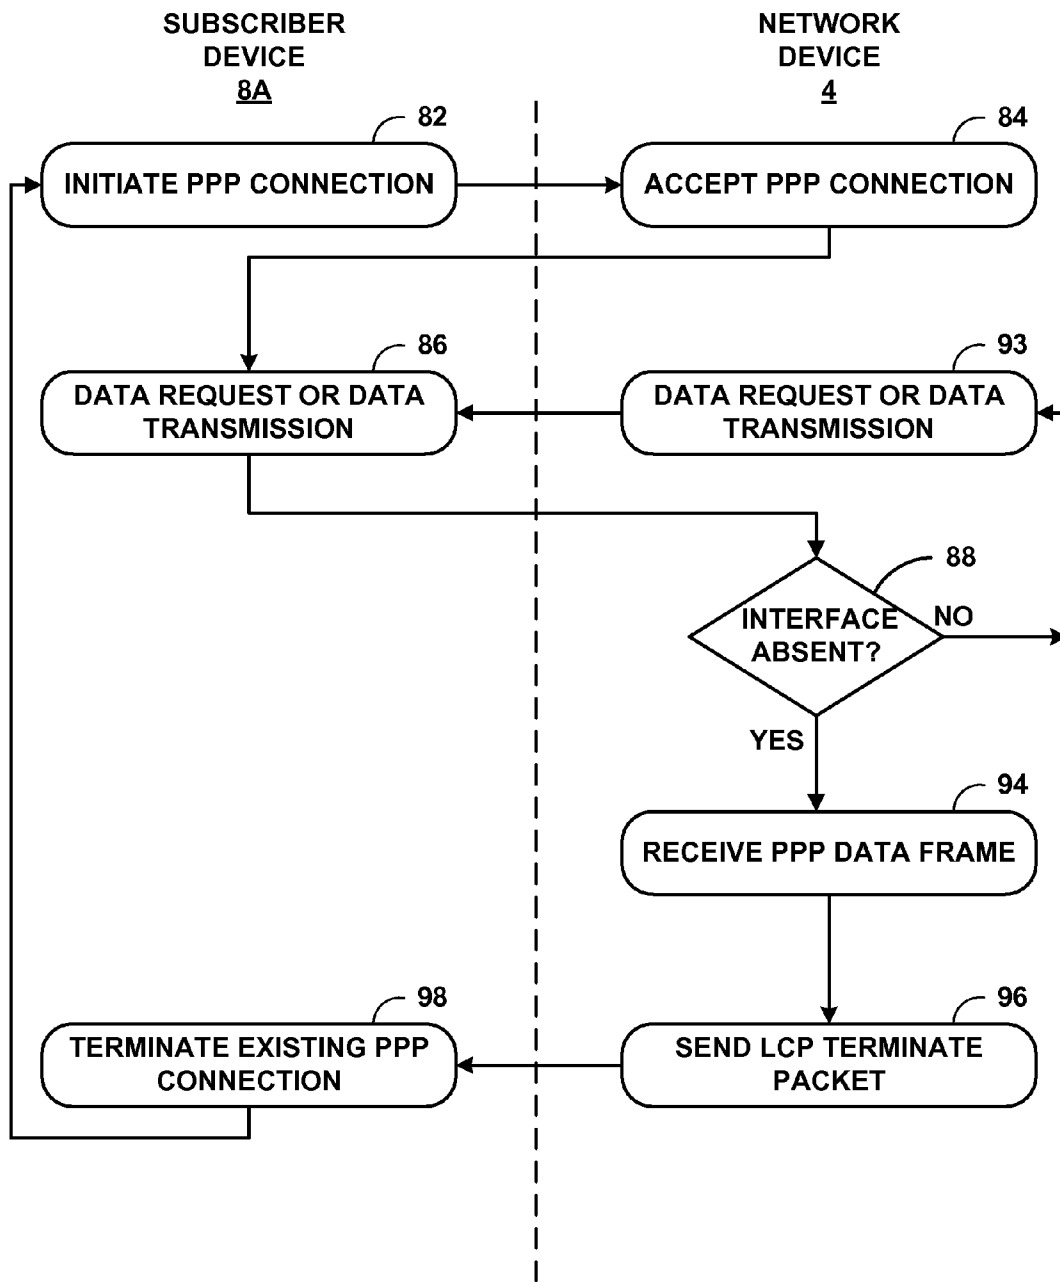 SUBSCRIBER
DEVICE
8A
NETWORK
DEVICE
4
82
INITIATE PPP CONNECTION
84
ACCEPT PPP CONNECTION
86
DATA REQUEST OR DATA
TRANSMISSION
93
DATA REQUEST OR DATA
TRANSMISSION
88
INTERFACE
ABSENT?
NO
YES
94
RECEIVE PPP DATA FRAME
98
TERMINATE EXISTING PPP
CONNECTION
96
SEND LCP TERMINATE
PACKET